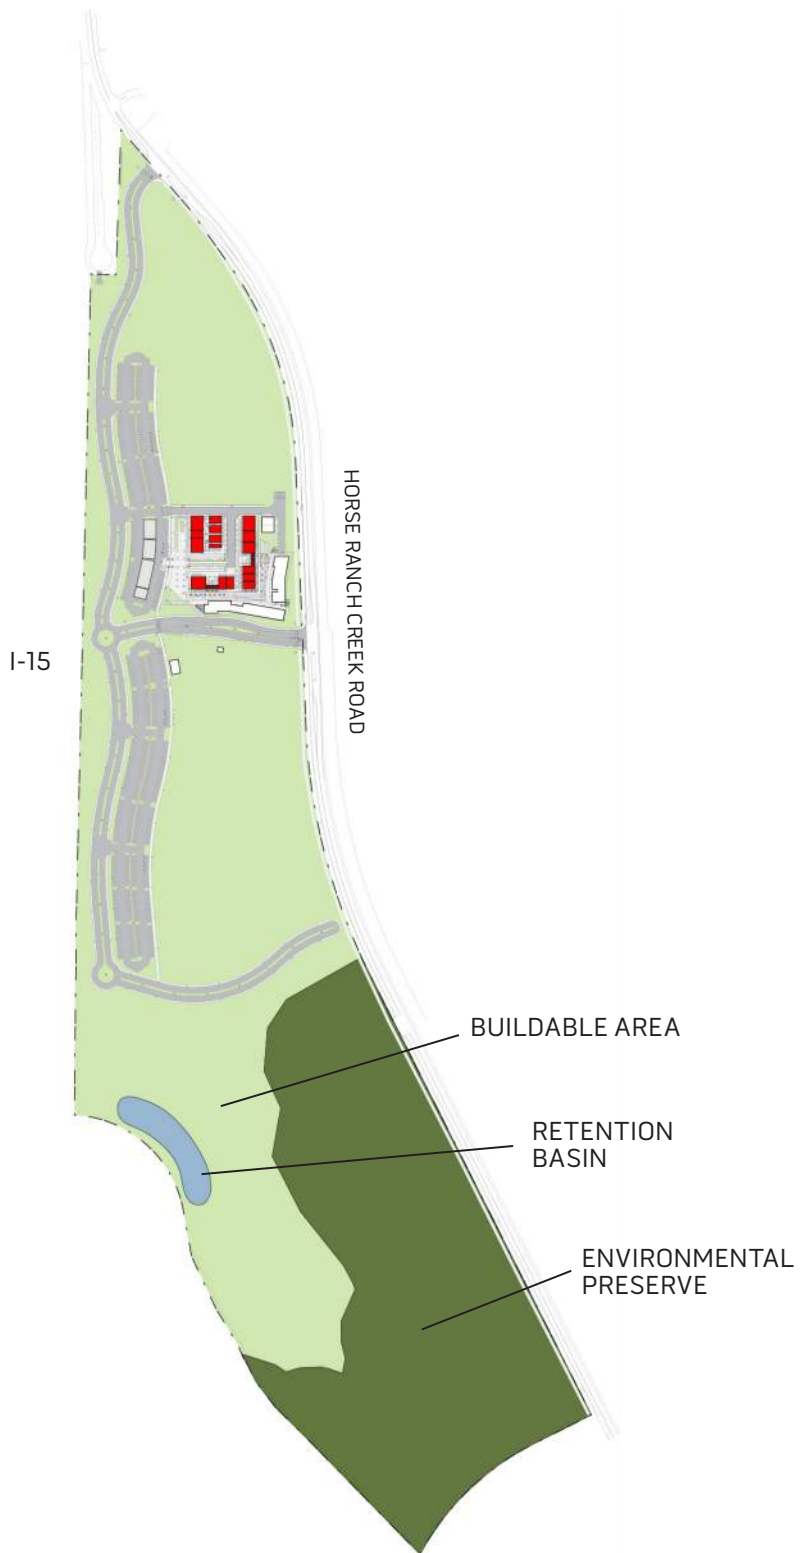 HORSE RANCH CREEK ROAD
I-15
BUILDABLE AREA
RETENTION
BASIN
ENVIRONMENTAL
PRESERVE